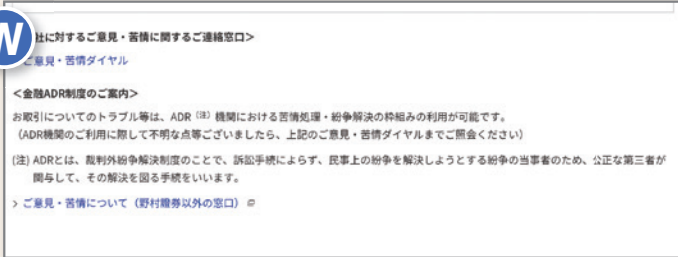 W
社に対するご意見・苦情に関するご連絡窓口>
ご意見・苦情ダイヤル
<金融ADR制度のご案内>
お取引についてのトラブル等は、ADR（注）機関における苦情処理・紛争解決の枠組みの利用が可能です。
（ADR機関のご利用に際して不明な点等ございましたら、上記のご意見・苦情ダイヤルまでご照会ください）
(注) ADRとは、裁判外紛争解決制度のことで、訴訟手続によらず、民事上の紛争を解決しようとする紛争の当事者のため、公正な第三者が
関与して、その解決を図る手続をいいます。
> ご意見・苦情について（野村證券以外の窓口）